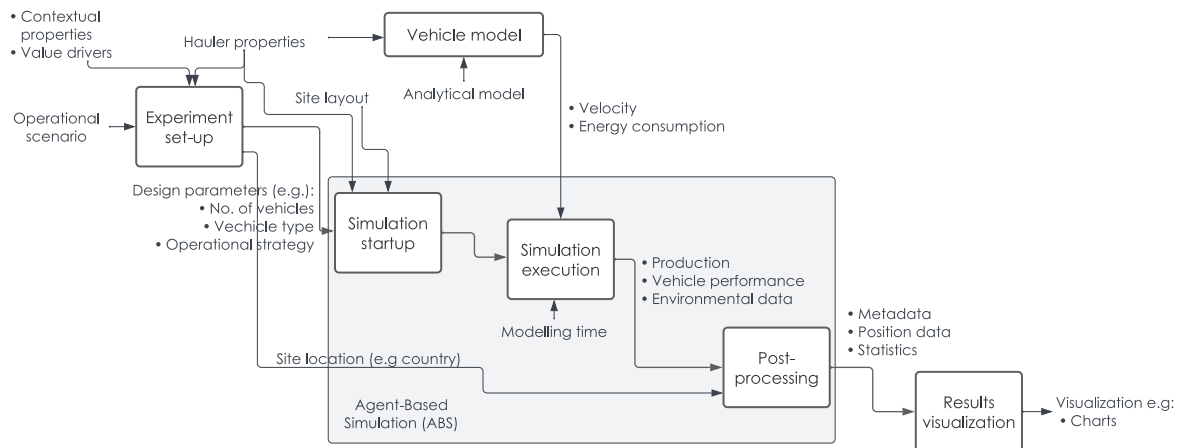 • Contextual
properties
• Value drivers
Hauler properties
Vehicle model
Analytical model
Site layout
Operational
scenario
Experiment
set-up
• Velocity
• Energy consumption
Design parameters (e.g.):
• No. of vehicles
• Vechicle type
• Operational strategy
Simulation
startup
Simulation
execution
Modelling time
• Production
• Vehicle performance
• Environmental data
Site location (e.g country)
Post-
processing
• Metadata
• Position data
• Statistics
Agent-Based
Simulation (ABS)
Results
visualization
Visualization e.g:
• Charts